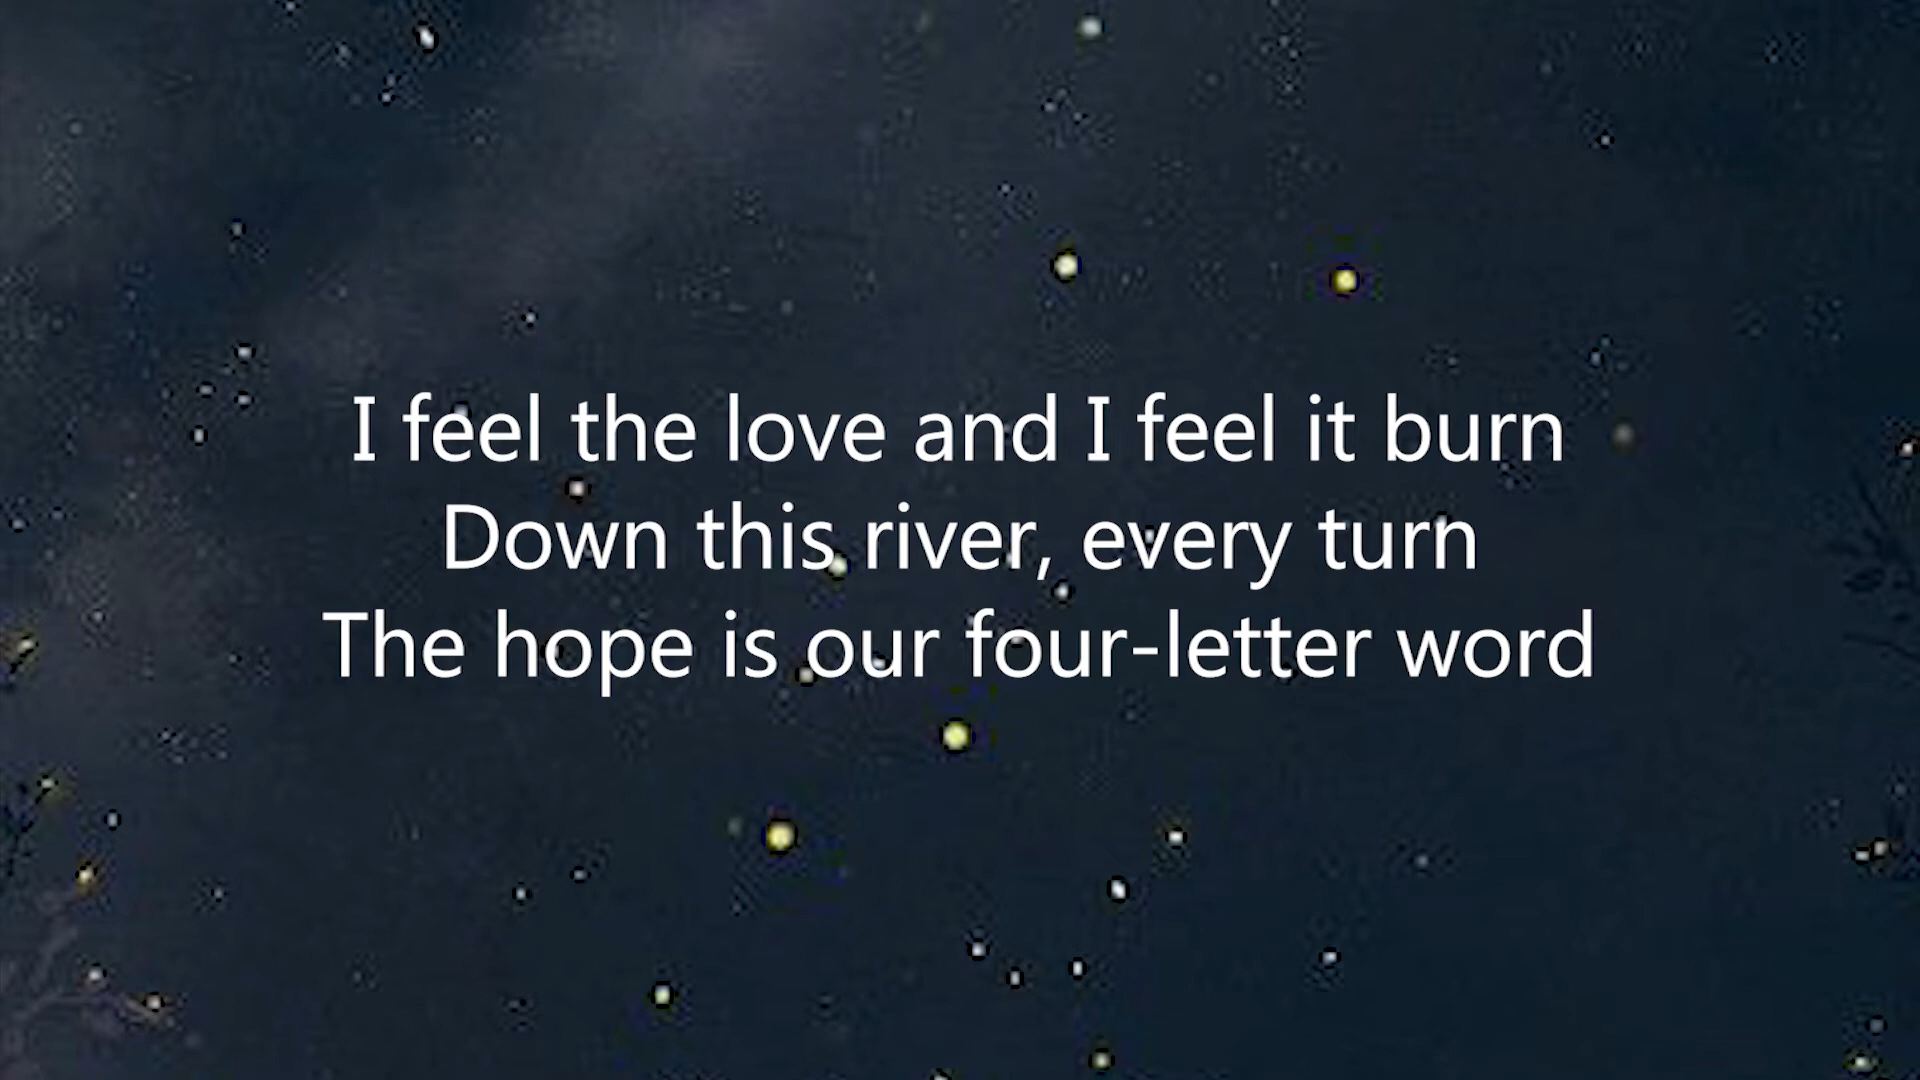 I feel the love and I feel it burn
Down this river, every turn
The hope is our four-letter word